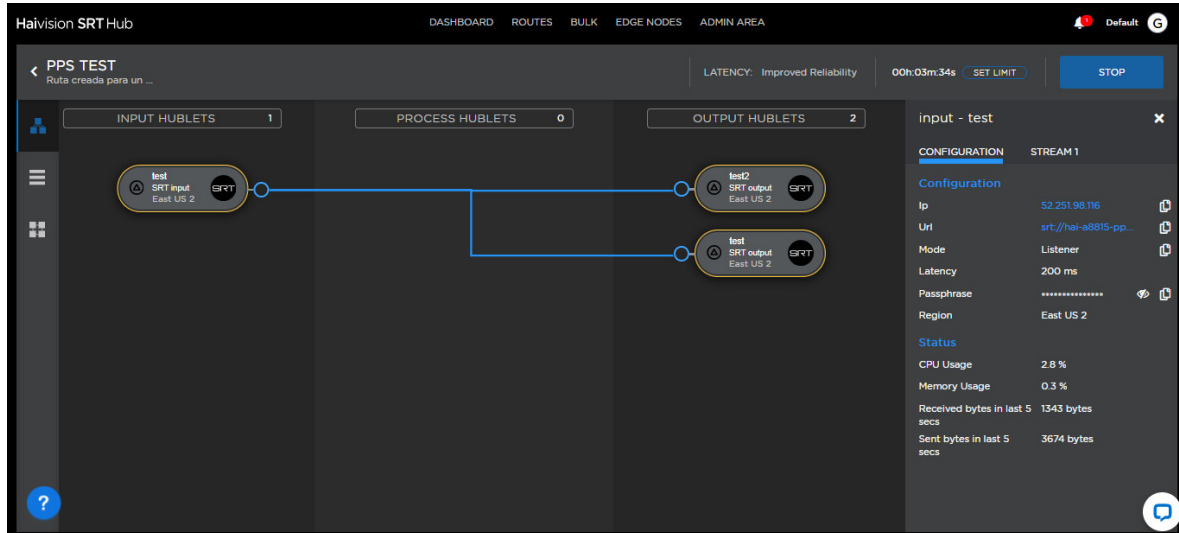 Haivision SRT Hub
DASHBOARD ROUTES BULK EDGE NODES ADMIN AREA
1 Default G
PPS TEST
Ruta creada para un ...
LATENCY: Improved Reliability
00h:03m:34s SET LIMIT
STOP
INPUT HUBLETS 1
PROCESS HUBLETS 0
OUTPUT HUBLETS 2
test
SRT input
East US 2
SRT
test2
SRT output
East US 2
SRT
test
SRT output
East US 2
SRT
input - test
CONFIGURATION STREAM 1
Configuration
Ip 52.251.98.116
Url srt://hai-a8815-pp...
Mode Listener
Latency 200 ms
Passphrase •••••••••••••••
Region East US 2
Status
CPU Usage 2.8 %
Memory Usage 0.3 %
Received bytes in last 5 1343 bytes
secs
Sent bytes in last 5 3674 bytes
secs
?